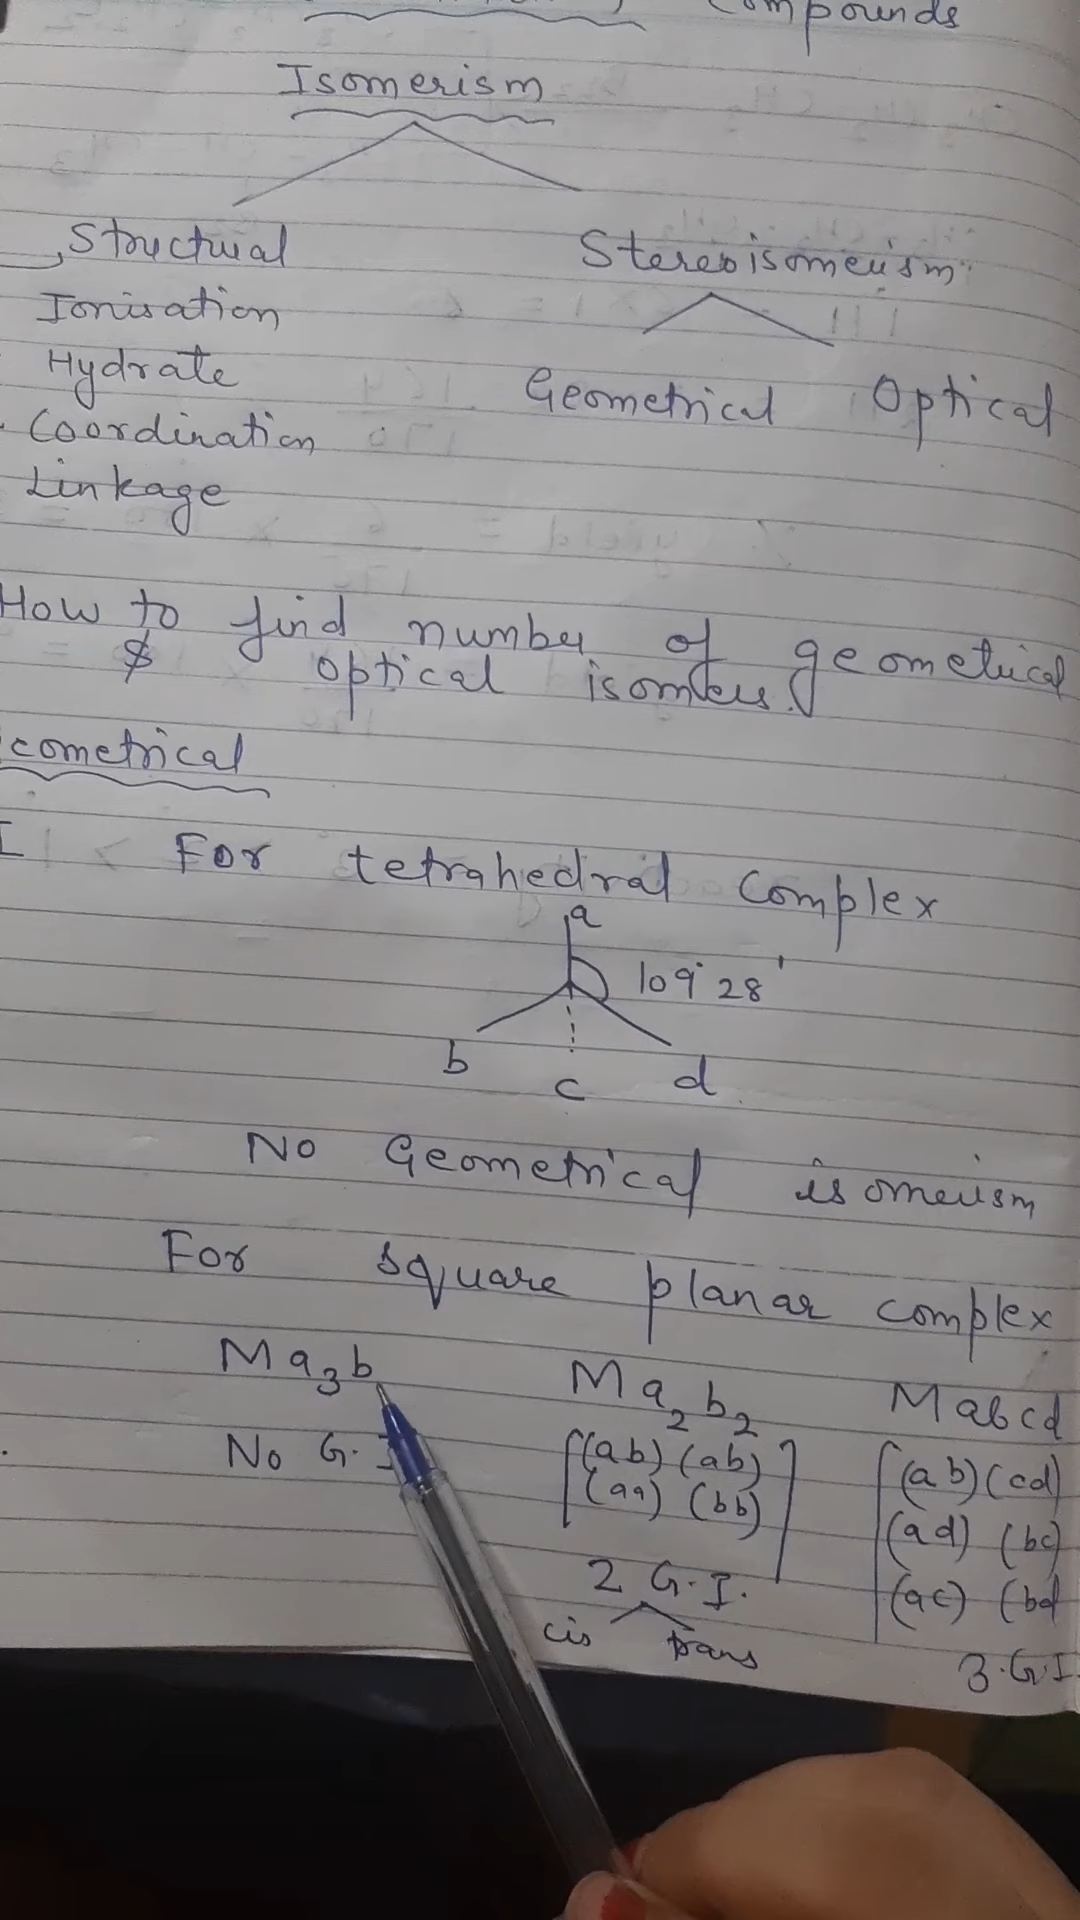 Compounds
Isomerism
Structual
Stereoisomerism
Ionisation
Hydrate
Geometrical Optical
Coordination
Linkage
How to find number of geometrical
& optical isomers.
eometrical
I For tetrahedral complex
a
109° 28'
b c d
No Geometrical isomerism
For square planar complex
Ma3b Ma2b2 Mabcd
No G.I
(ab) (ab)
(aa) (bb)
2 G.I.
cis trans
(ab) (cd)
(ad) (bc)
(ac) (bd
3.G.I